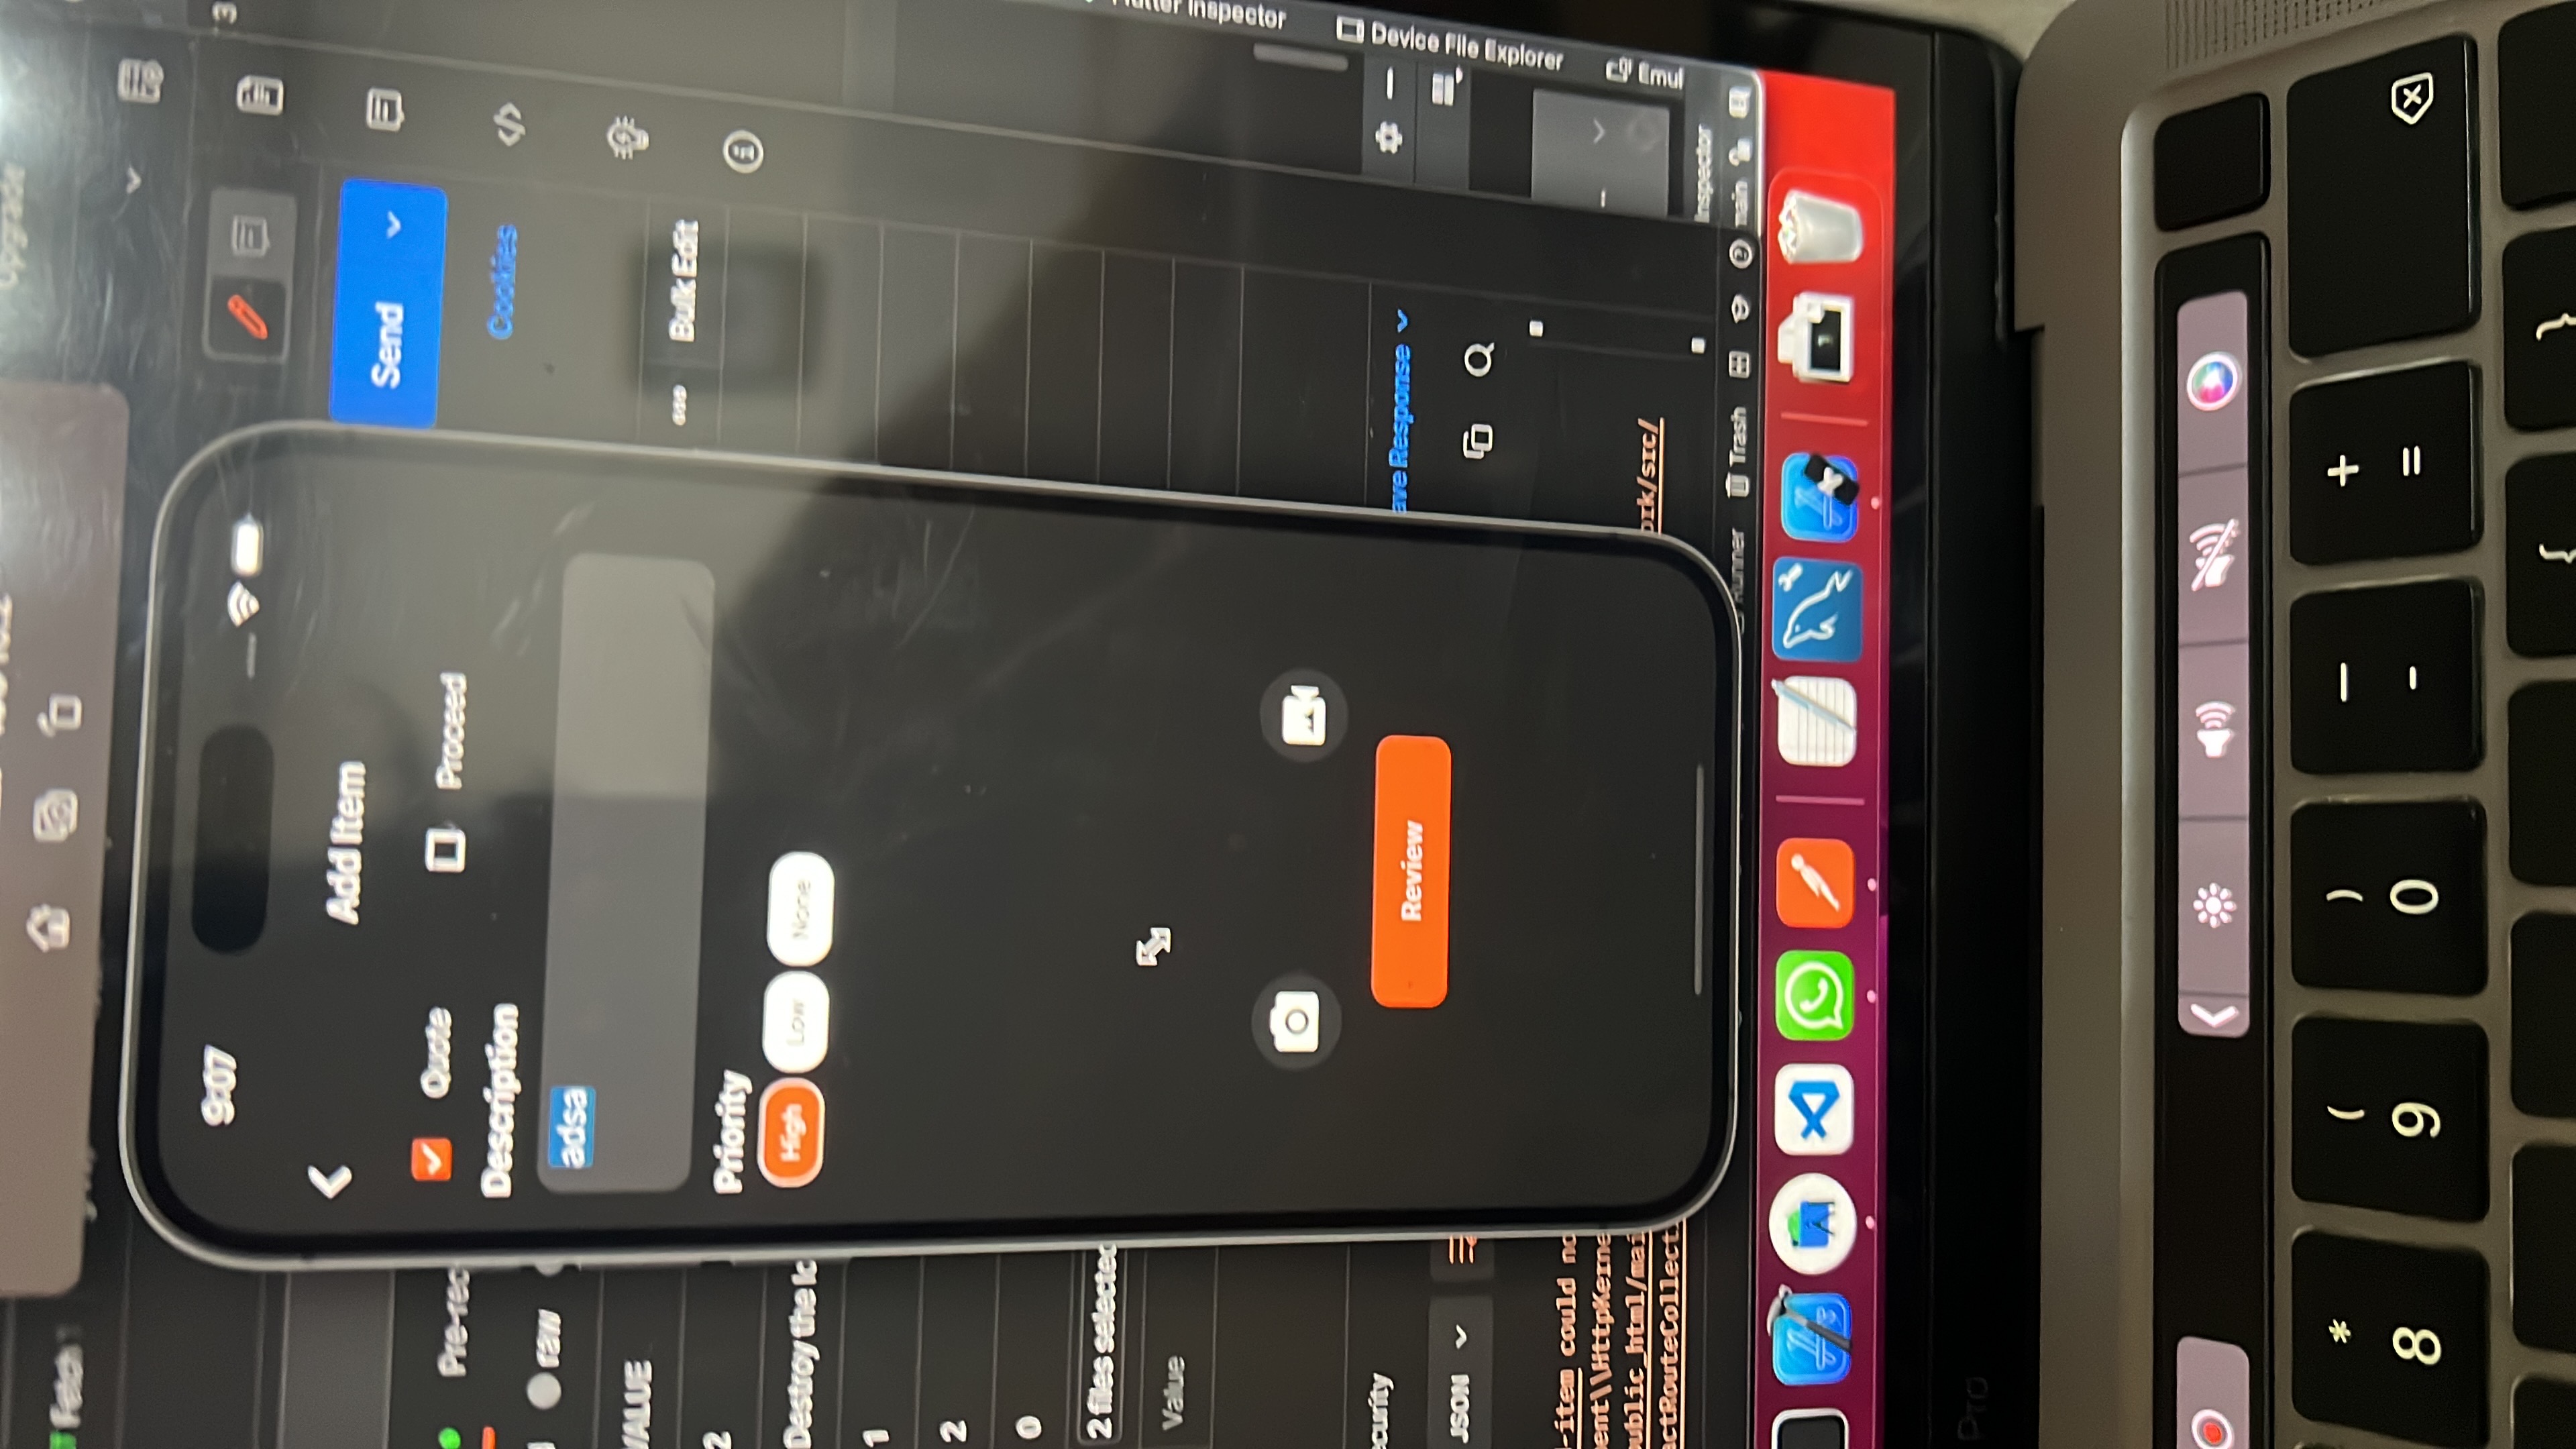 Upgrade
Fetch
9:07
3
Add Item
Send
Quote
Proceed
Pre-req
Description
Cookies
raw
adsa
VALUE
Bulk Edit
2
Priority
High
Low
None
Destroy the
1
2
0
2 files selected
Value
Inspector
Review
ave Response
Device File Explorer
ecurity
JSON
-item could no
ent\\HttpKerne
public_html/mai
ork/src/
actRouteCollect
Emul
Inspector
Runner
Trash
main
Pro
*
8
(
9
)
0
—
-
+
=
{
}